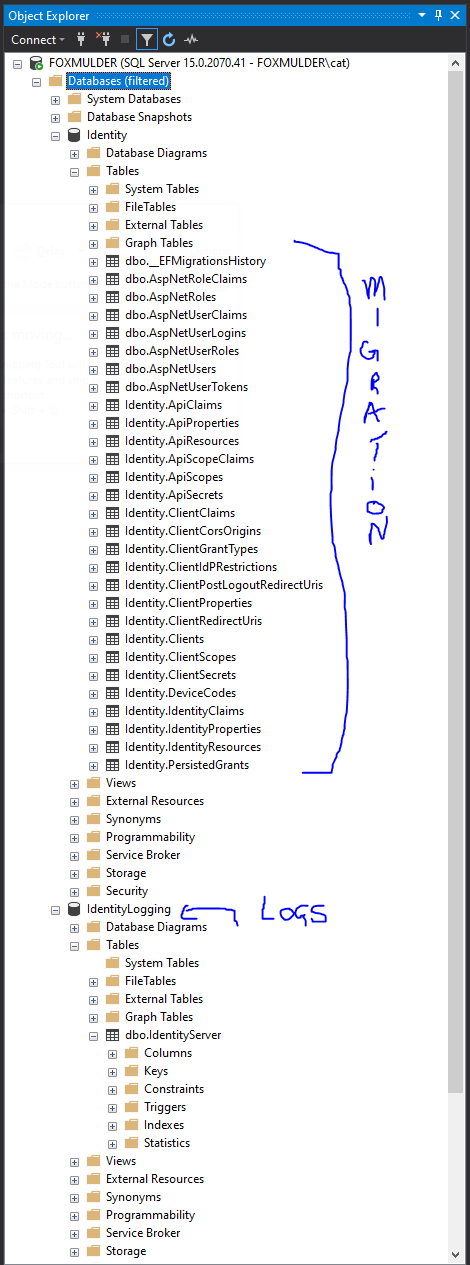 Object Explorer
Connect
FOXMULDER (SQL Server 15.0.2070.41 - FOXMULDER\cat)
Databases (filtered)
System Databases
Database Snapshots
Identity
Database Diagrams
Tables
System Tables
FileTables
External Tables
Graph Tables
dbo.__EFMigrationsHistory
dbo.AspNetRoleClaims
dbo.AspNetRoles
dbo.AspNetUserClaims
dbo.AspNetUserLogins
dbo.AspNetUserRoles
dbo.AspNetUsers
dbo.AspNetUserTokens
Identity.ApiClaims
Identity.ApiProperties
Identity.ApiResources
Identity.ApiScopeClaims
Identity.ApiScopes
Identity.ApiSecrets
Identity.ClientClaims
Identity.ClientCorsOrigins
Identity.ClientGrantTypes
Identity.ClientIdPRestrictions
Identity.ClientPostLogoutRedirectUris
Identity.ClientProperties
Identity.ClientRedirectUris
Identity.Clients
Identity.ClientScopes
Identity.ClientSecrets
Identity.DeviceCodes
Identity.IdentityClaims
Identity.IdentityProperties
Identity.IdentityResources
Identity.PersistedGrants
MIGRATiON
Views
External Resources
Synonyms
Programmability
Service Broker
Storage
Security
IdentityLogging LOGS
Database Diagrams
Tables
System Tables
FileTables
External Tables
Graph Tables
dbo.IdentityServer
Columns
Keys
Constraints
Triggers
Indexes
Statistics
Views
External Resources
Synonyms
Programmability
Service Broker
Storage